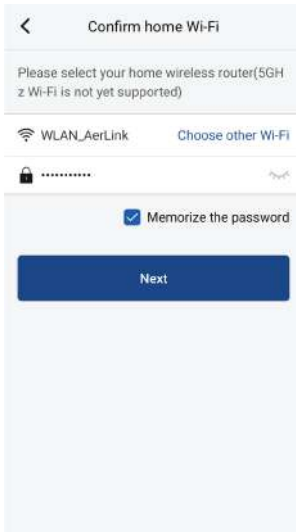 Confirm home Wi-Fi
Please select your home wireless router(5GH
z Wi-Fi is not yet supported)
WLAN_AerLink Choose other Wi-Fi
•••••••••••
Memorize the password
Next